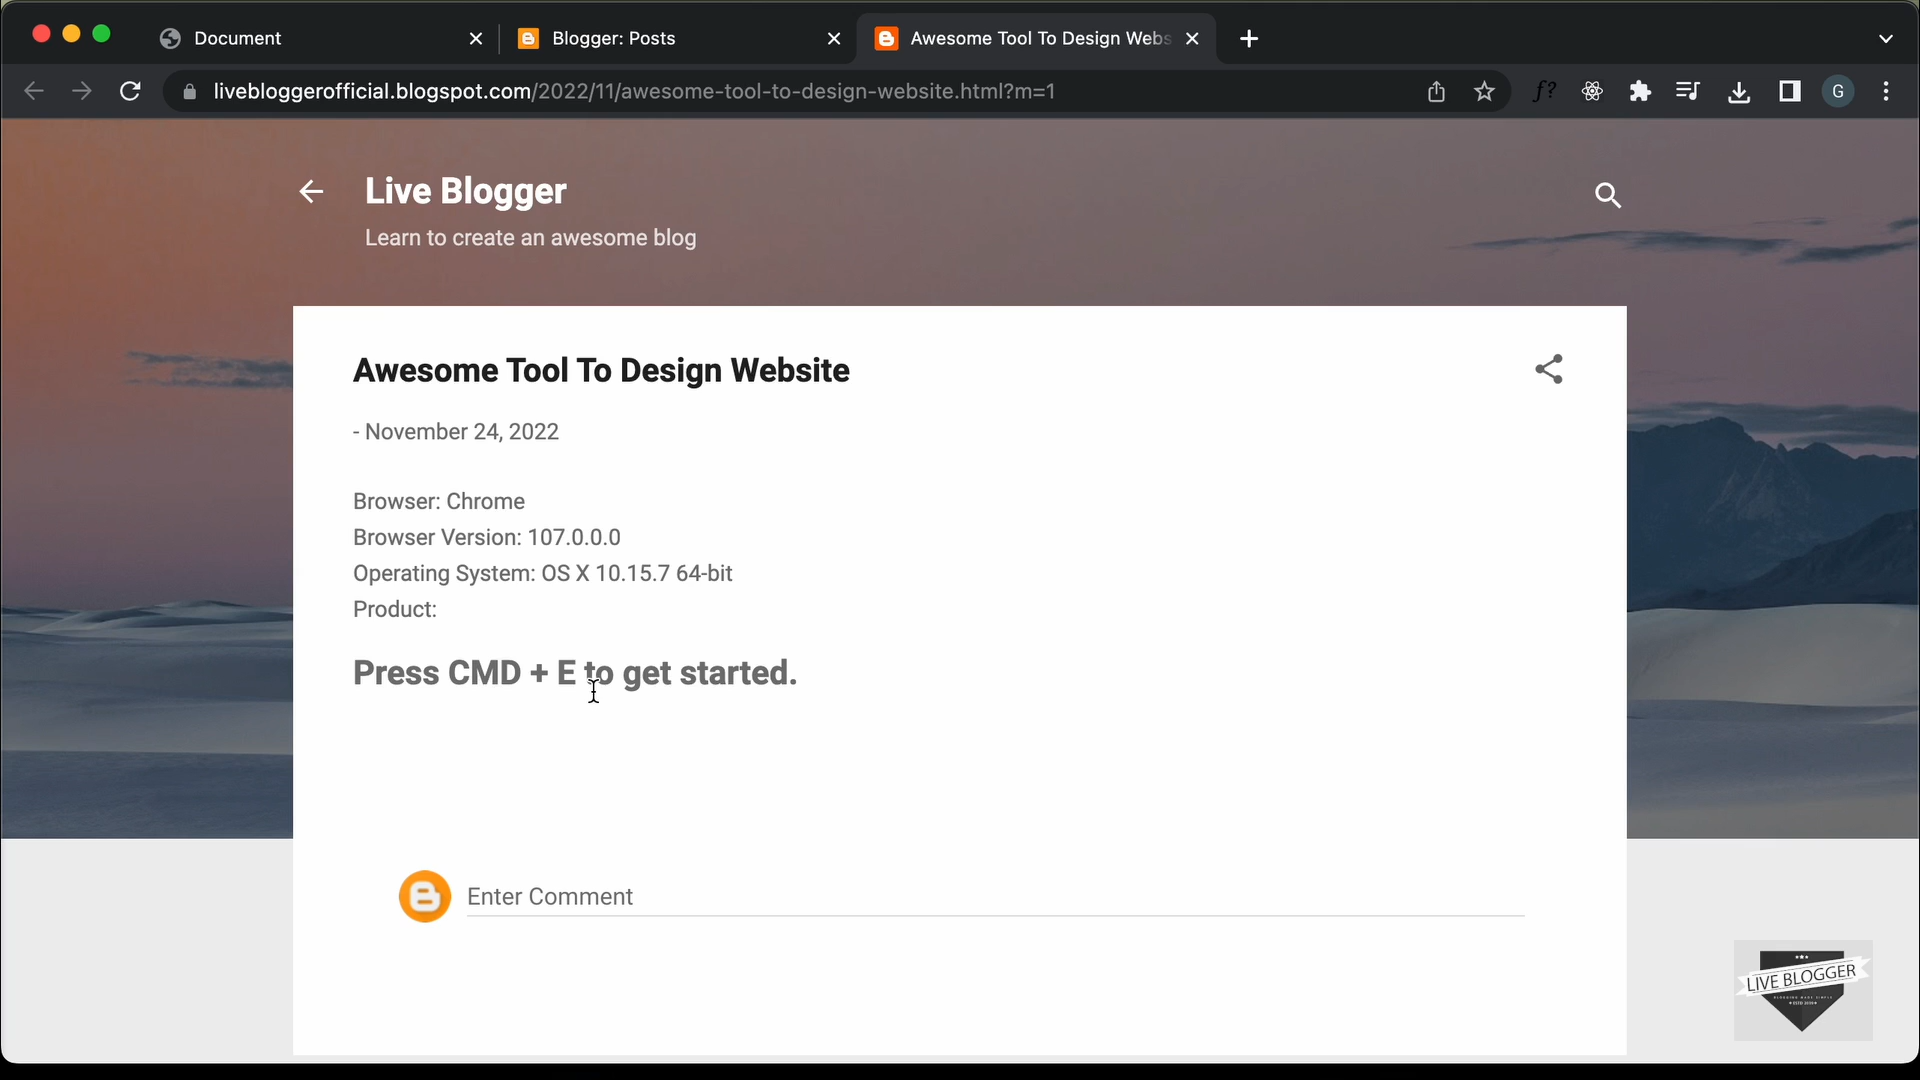 Document
Blogger: Posts
Awesome Tool To Design Webs
livebloggerofficial.blogspot.com/2022/11/awesome-tool-to-design-website.html?m=1
f?
G
Live Blogger
Learn to create an awesome blog
Awesome Tool To Design Website
- November 24, 2022
Browser: Chrome
Browser Version: 107.0.0.0
Operating System: OS X 10.15.7 64-bit
Product:
Press CMD + E to get started.
Enter Comment
LIVE BLOGGER